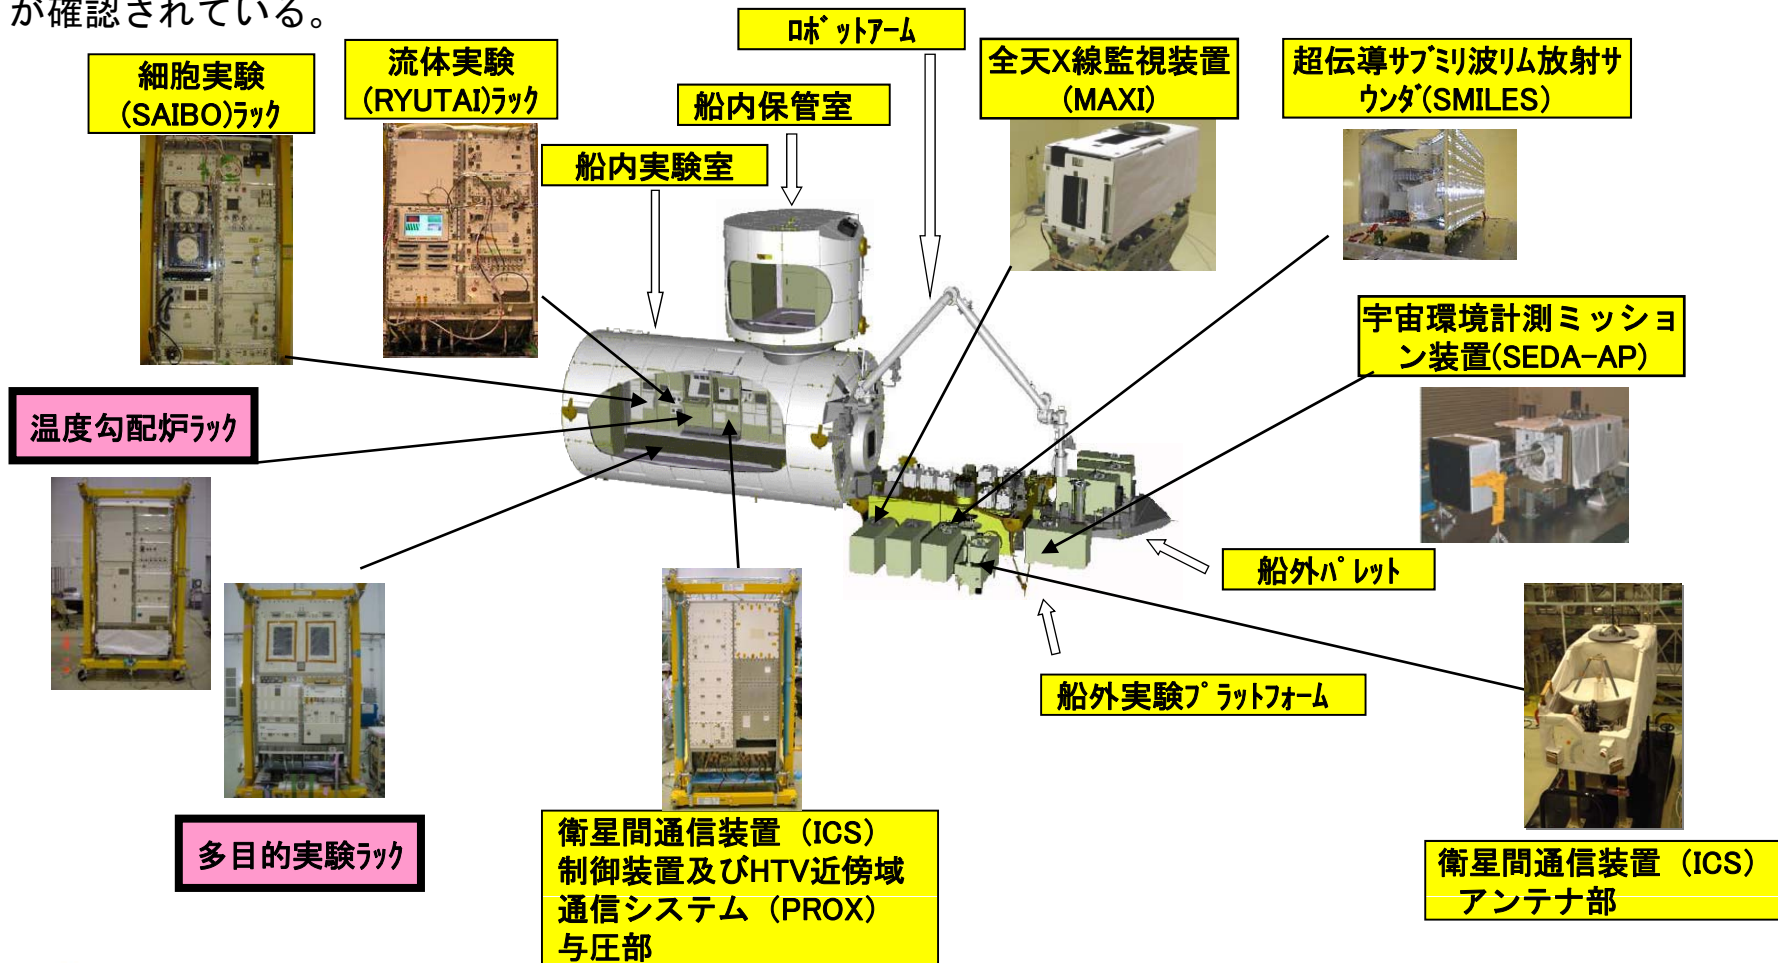 が確認されている。
ロボットアーム
細胞実験
(SAIBO)ラック
流体実験
(RYUTAI)ラック
船内保管室
全天X線監視装置
(MAXI)
超伝導サブミリ波リム放射サ
ウンダ(SMILES)
船内実験室
宇宙環境計測ミッショ
ン装置(SEDA-AP)
温度勾配炉ラック
船外パレット
船外実験プラットフォーム
多目的実験ラック
衛星間通信装置（ICS）
制御装置及びHTV近傍域
通信システム（PROX）
与圧部
衛星間通信装置（ICS）
アンテナ部